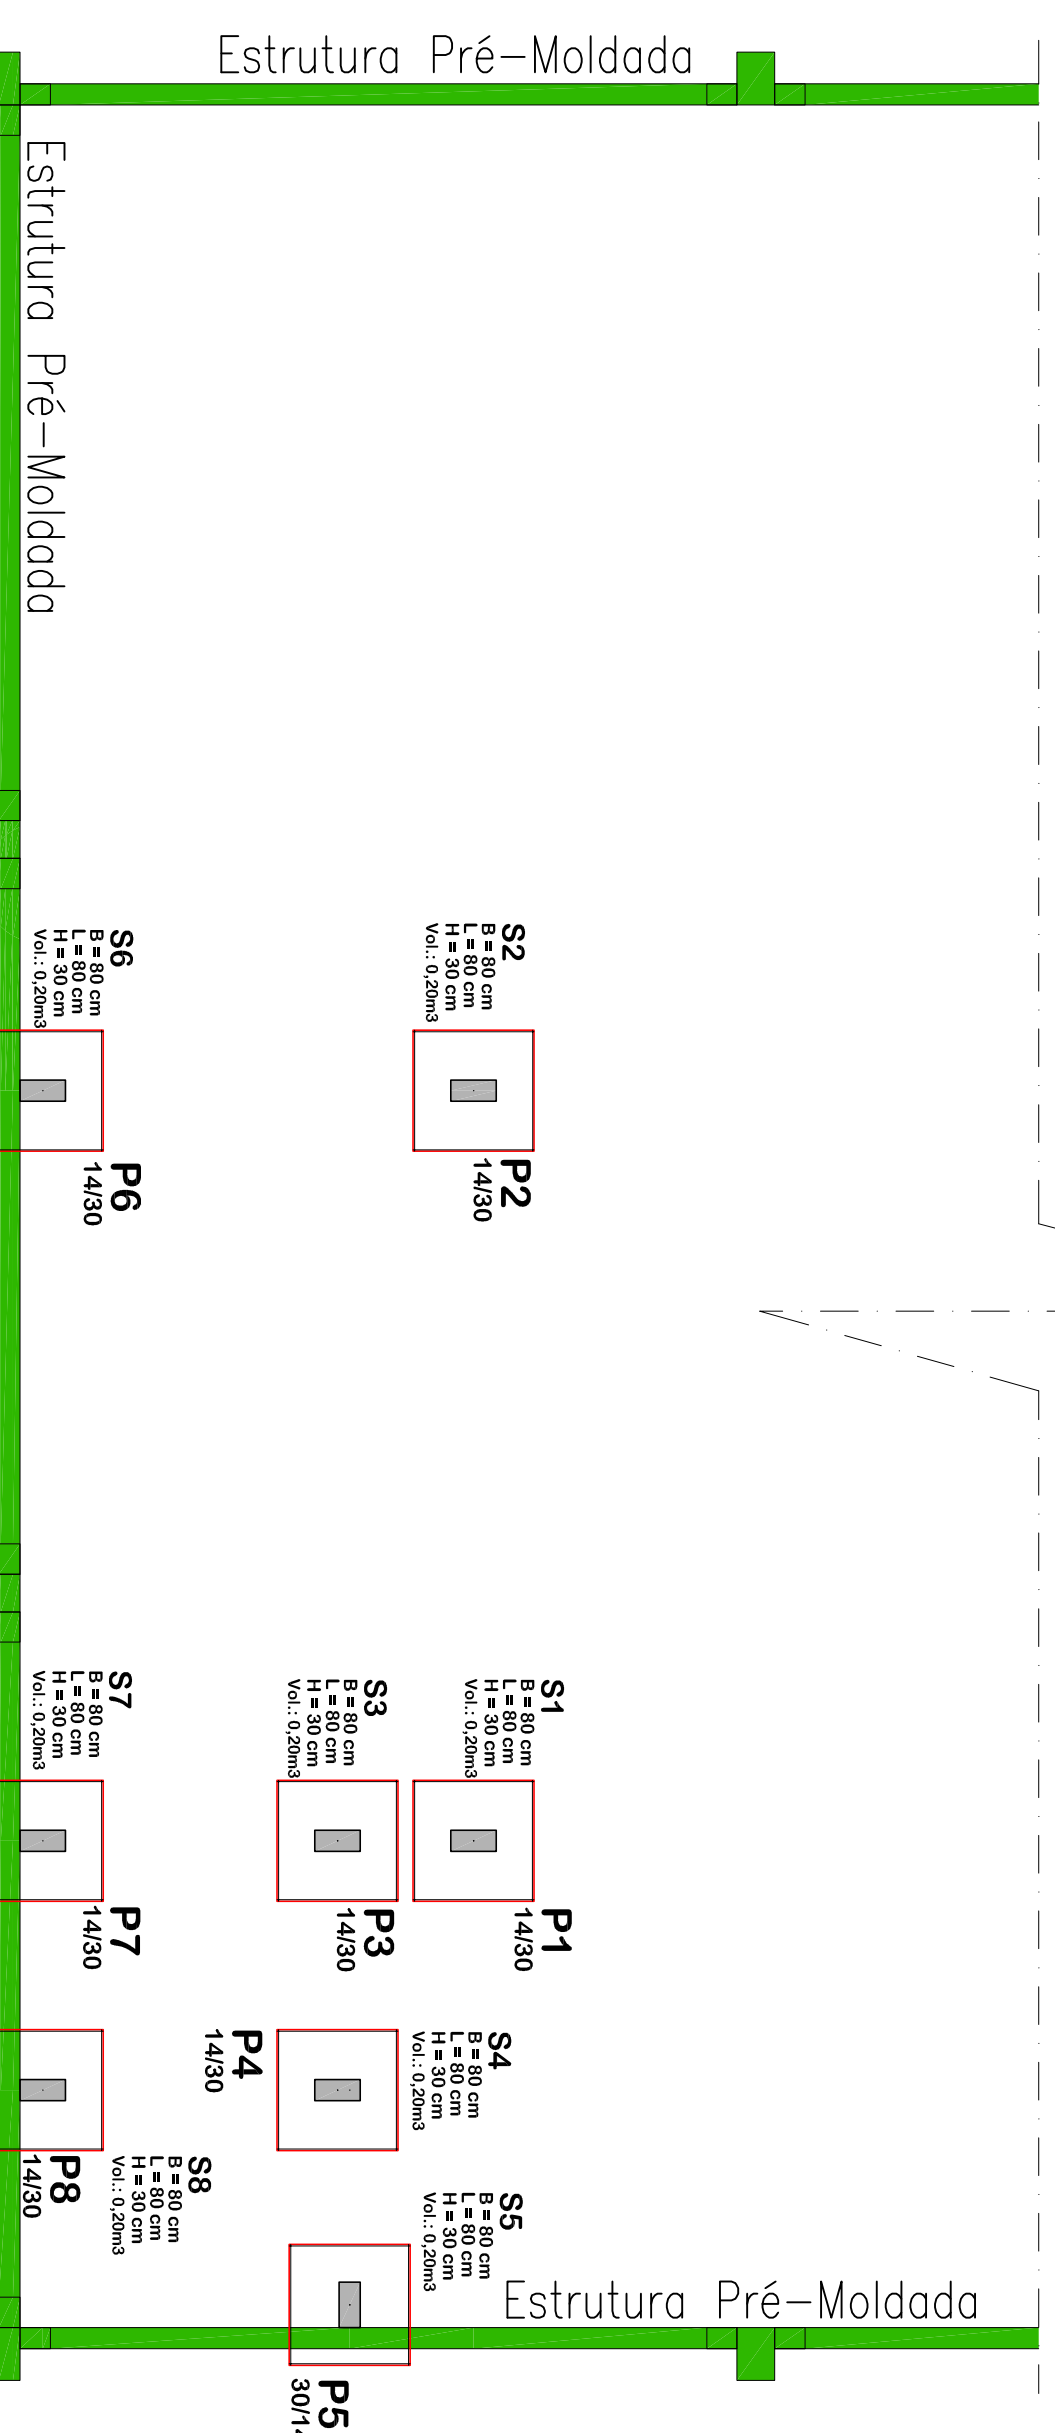 Estrutura Pré-Moldada
Estrutura Pré-Moldada
S6
B = 80 cm
L = 80 cm
H = 30 cm
Vol.: 0,20m3
P6
14/30
S2
B = 80 cm
L = 80 cm
H = 30 cm
Vol.: 0,20m3
P2
14/30
S7
B = 80 cm
L = 80 cm
H = 30 cm
Vol.: 0,20m3
P7
14/30
S3
B = 80 cm
L = 80 cm
H = 30 cm
Vol.: 0,20m3
P3
14/30
S1
B = 80 cm
L = 80 cm
H = 30 cm
Vol.: 0,20m3
P1
14/30
P4
14/30
S4
B = 80 cm
L = 80 cm
H = 30 cm
Vol.: 0,20m3
P8
14/30
S8
B = 80 cm
L = 80 cm
H = 30 cm
Vol.: 0,20m3
S5
B = 80 cm
L = 80 cm
H = 30 cm
Vol.: 0,20m3
Estrutura Pré-Moldada
P5